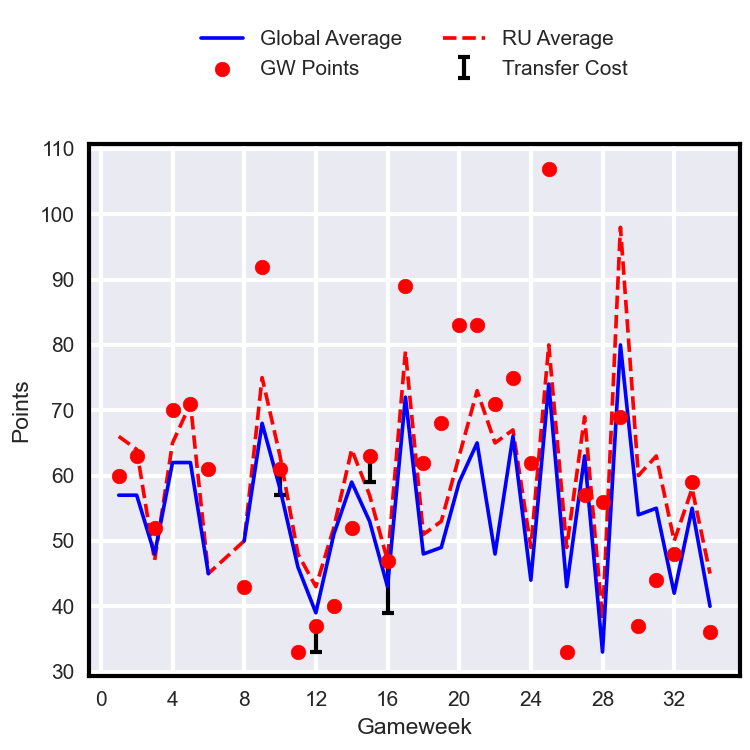 Global Average
RU Average
GW Points
Transfer Cost
110
100
90
80
70
60
50
40
30
Points
0 4 8 12 16 20 24 28 32
Gameweek